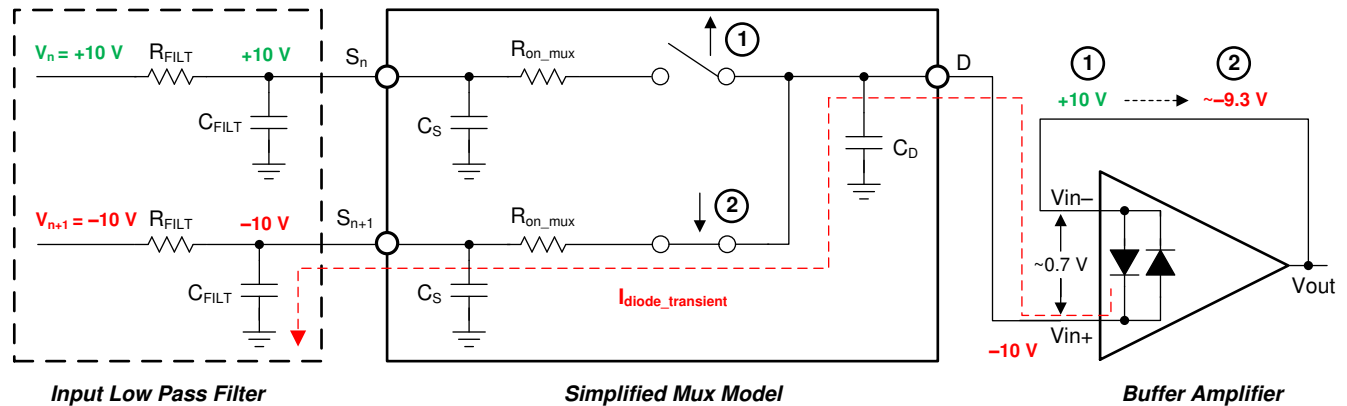 Vn = +10 V
RFILT
+10 V
CFILT
Sn
Ron_mux
1
CS
D
CD
1
2
+10 V
~–9.3 V
Vn+1 = –10 V
RFILT
–10 V
CFILT
Sn+1
Ron_mux
2
CS
Idiode_transient
Vin–
~0.7 V
Vin+
–10 V
Vout
Input Low Pass Filter
Simplified Mux Model
Buffer Amplifier